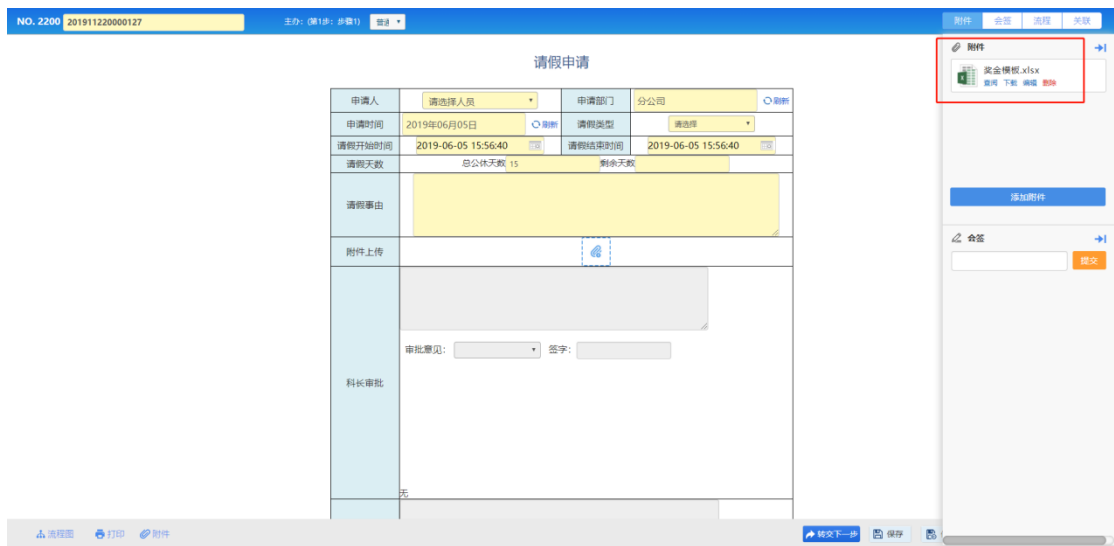 NO. 2200 201911220000127 主办: (第1步: 步骤1) 普通
附件 会签 流程 关联
附件
奖金模板.xlsx
查阅 下载 编辑 删除
添加附件
会签
提交
请假申请
申请人 请选择人员 申请部门 分公司 刷新
申请时间 2019年06月05日 刷新 请假类型 请选择
请假开始时间 2019-06-05 15:56:40 请假结束时间 2019-06-05 15:56:40
请假天数 总公休天数 15 剩余天数
请假事由
附件上传
审批意见: 签字:
科长审批
无
流程图 打印 附件 转交下一步 保存